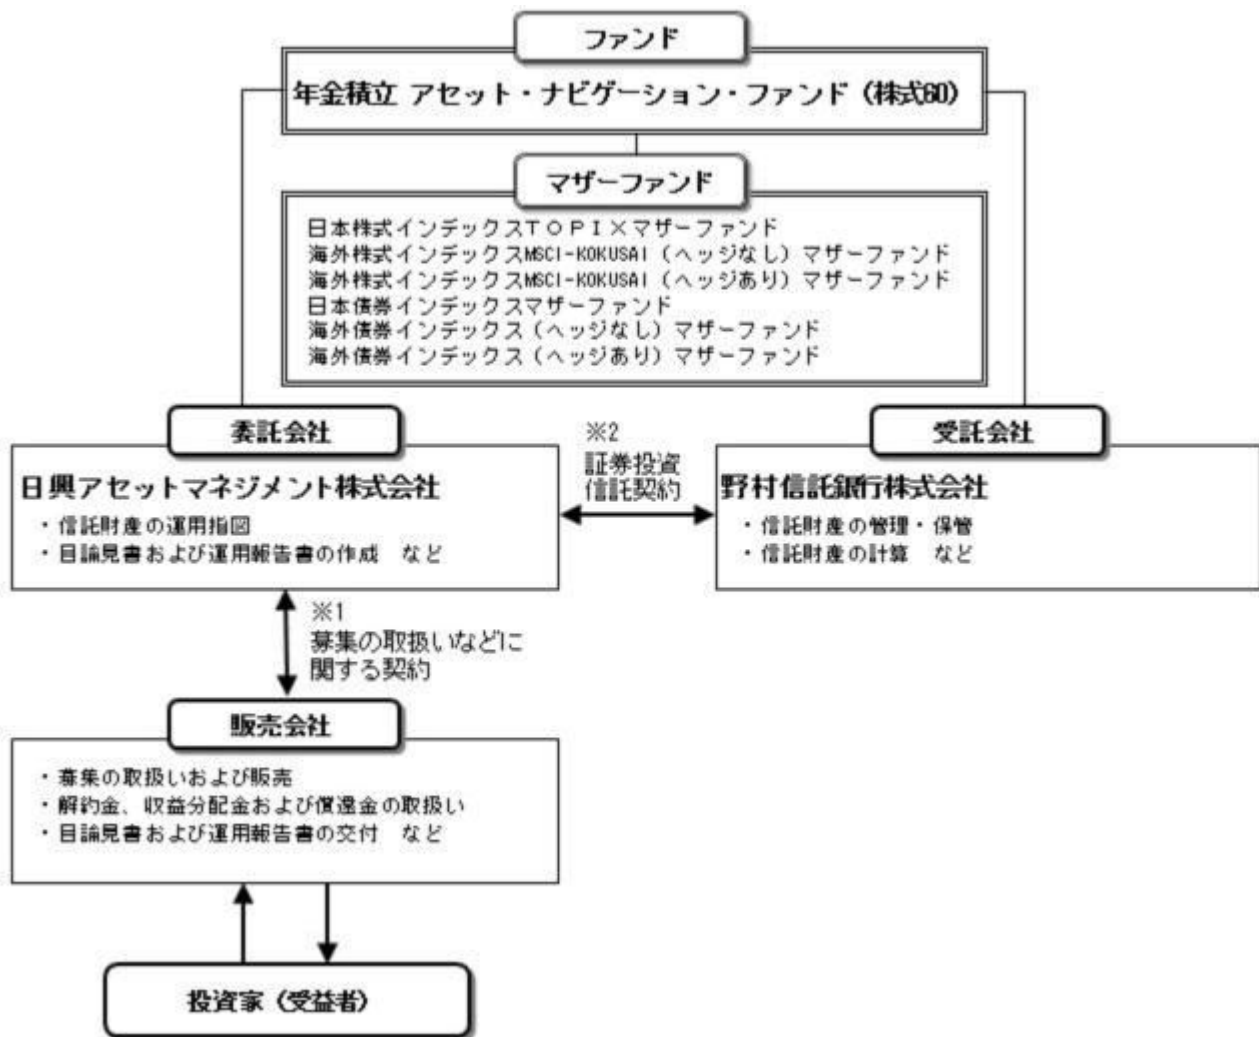 ファンド
年金積立 アセット・ナビゲーション・ファンド（株式60）
マザーファンド
日本株式インデックスＴＯＰＩＸマザーファンド
海外株式インデックスMSCI-KOKUSAI（ヘッジなし）マザーファンド
海外株式インデックスMSCI-KOKUSAI（ヘッジあり）マザーファンド
日本債券インデックスマザーファンド
海外債券インデックス（ヘッジなし）マザーファンド
海外債券インデックス（ヘッジあり）マザーファンド
委託会社
日興アセットマネジメント株式会社
・信託財産の運用指図
・目論見書および運用報告書の作成　など
※2
証券投資
信託契約
受託会社
野村信託銀行株式会社
・信託財産の管理・保管
・信託財産の計算　など
※1
募集の取扱いなどに
関する契約
販売会社
・募集の取扱いおよび販売
・解約金、収益分配金および償還金の取扱い
・目論見書および運用報告書の交付　など
投資家（受益者）